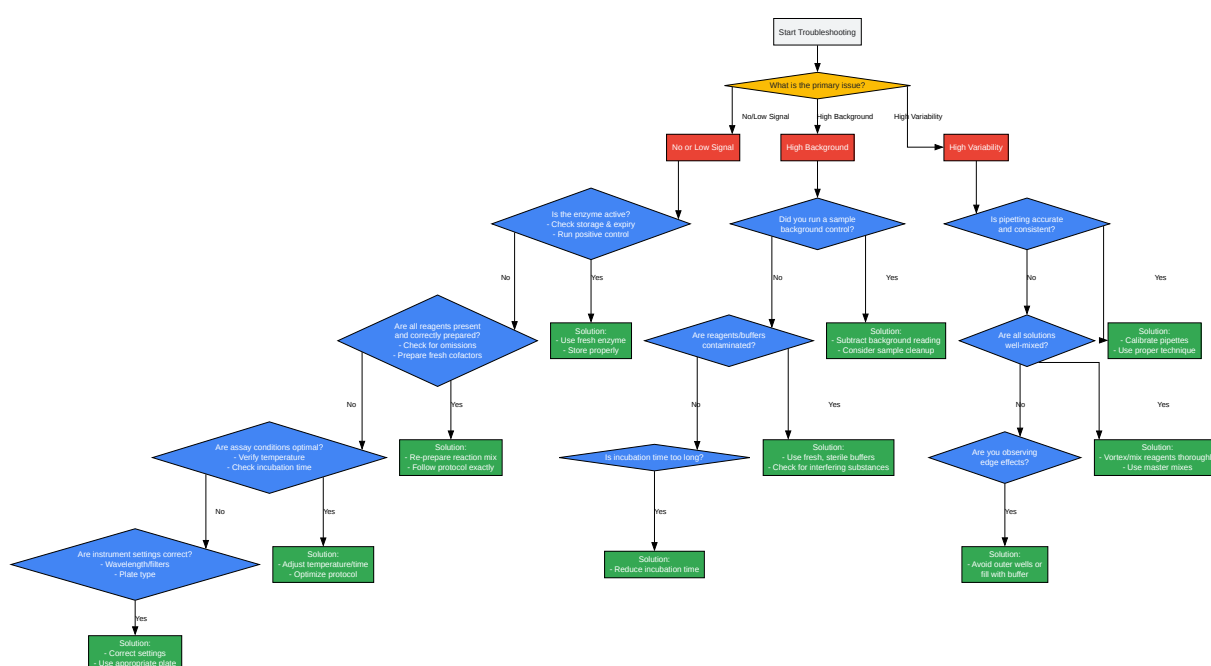 Start Troubleshooting
What is the primary issue?
No/Low Signal
High Background
High Variability
No or Low Signal
High Background
High Variability
Is the enzyme active?
- Check storage & expiry
- Run positive control
Did you run a sample
background control?
Is pipetting accurate
and consistent?
No
Yes
No
Yes
No
Yes
Are all reagents present
and correctly prepared?
- Check for omissions
- Prepare fresh cofactors
Solution:
- Use fresh enzyme
- Store properly
Are reagents/buffers
contaminated?
Solution:
- Subtract background reading
- Consider sample cleanup
Are all solutions
well-mixed?
Solution:
- Calibrate pipettes
- Use proper technique
No
Yes
No
Yes
No
Yes
Are assay conditions optimal?
- Verify temperature
- Check incubation time
Solution:
- Re-prepare reaction mix
- Follow protocol exactly
Is incubation time too long?
Solution:
- Use fresh, sterile buffers
- Check for interfering substances
Are you observing
edge effects?
Solution:
- Vortex/mix reagents thoroughl
- Use master mixes
No
Yes
Yes
Yes
Are instrument settings correct?
- Wavelength/filters
- Plate type
Solution:
- Adjust temperature/time
- Optimize protocol
Solution:
- Reduce incubation time
Solution:
- Avoid outer wells or
fill with buffer
Yes
Solution:
- Correct settings
- Use appropriate plate